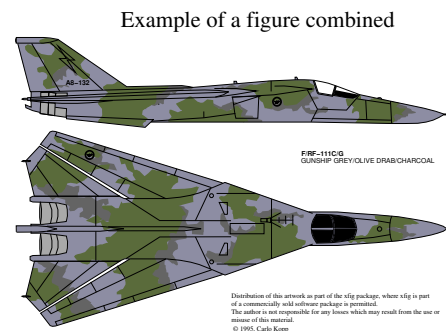 Example of a figure combined
A8−132
F/RF−111C/G
GUNSHIP GREY/OLIVE DRAB/CHARCOAL
Distribution of this artwork as part of the xfig package, where xfig is part
of a commercially sold software package is permitted.
The author is not responsible for any losses which may result from the use or
misuse of this material.
© 1995, Carlo Kopp